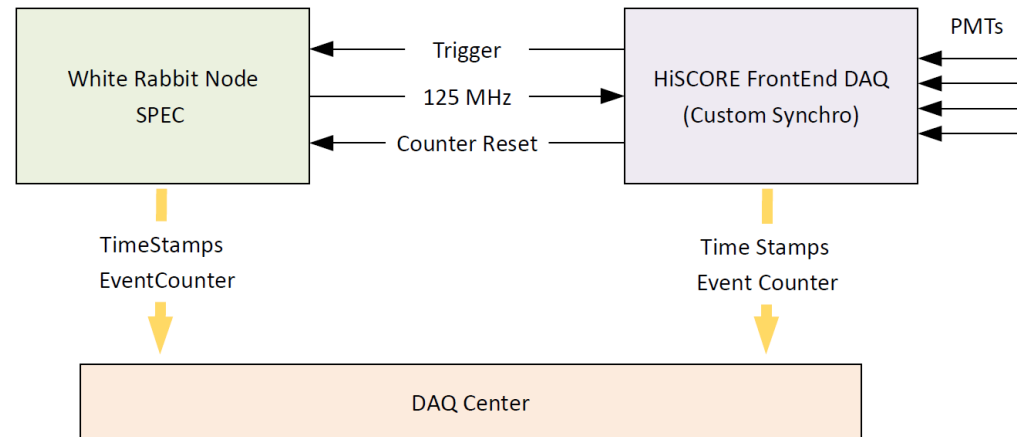 PMTs
White Rabbit Node
SPEC
Trigger
125 MHz
Counter Reset
HiSCORE FrontEnd DAQ
(Custom Synchro)
TimeStamps
EventCounter
Time Stamps
Event Counter
DAQ Center